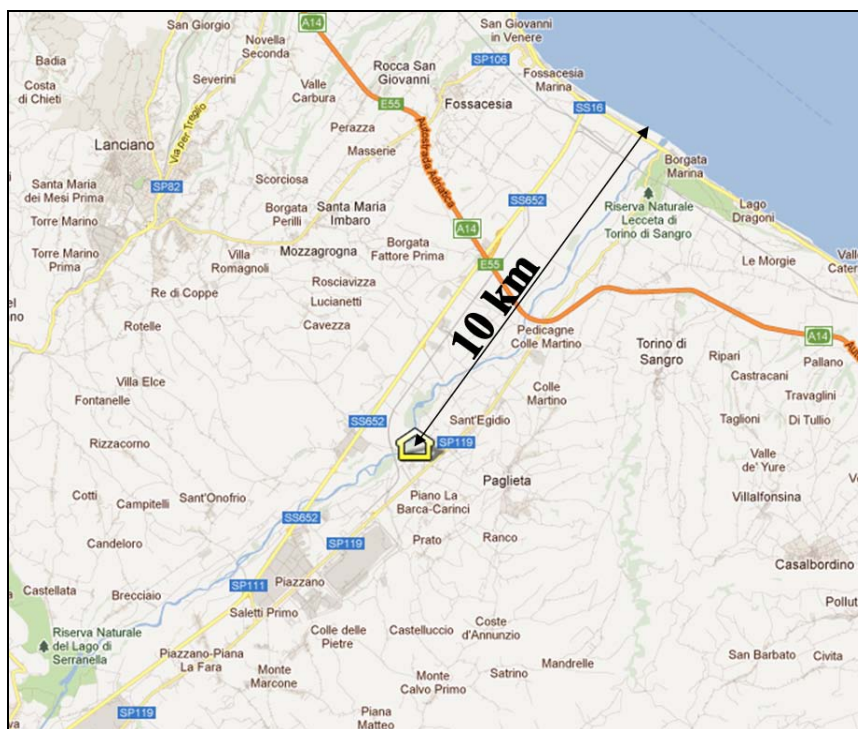 San Giorgio
A14
San Giovanni
in Venere
Badia
Novella
Seconda
Costa
di Chieti
Severini
Valle
Carbura
Rocca San
Giovanni
SP106
Fossacesia
Marina
E55
Fossacesia
SS16
Lanciano
Via per Treglio
Perazza
Autostrada Adriatica
Masserie
Borgata
Marina
Santa Maria
dei Mesi Prima
SP82
Scorciosa
SS652
Riserva Naturale
Lecceta di
Torino di Sangro
Lago
Dragoni
Torre Marino
Borgata
Perilli
Santa Maria
Imbaro
A14
Torre Marino
Prima
Villa
Romagnoli
Mozzagrogna
Borgata
Fattore Prima
E55
Le Morgie
Re di Coppe
Rosciavizza
Lucianetti
10 km
Rotelle
Cavezza
Pedicagne
Colle Martino
Torino di
Sangro
A14
Ripari
Pallano
Villa Elce
Colle
Martino
Castracani
Travaglini
Fontanelle
SS652
Sant'Egidio
Taglioni
Di Tullio
Rizzacorno
SP119
Valle
de' Yure
Cotti
Campitelli
Sant'Onofrio
Piano La
Barca-Carinci
Paglieta
Villalfonsina
SS652
Candeloro
SP119
Prato
Ranco
Casalbordino
Castellata
Brecciaio
SP111
Piazzano
Saletti Primo
Riserva Naturale
del Lago di
Serranella
Colle delle
Pietre
Castelluccio
Coste
d'Annunzio
Piazzano-Piana
La Fara
Monte
Marcone
Monte
Calvo Primo
Satrino
Mandrelle
San Barbato
Civita
SP119
Piana
Matteo